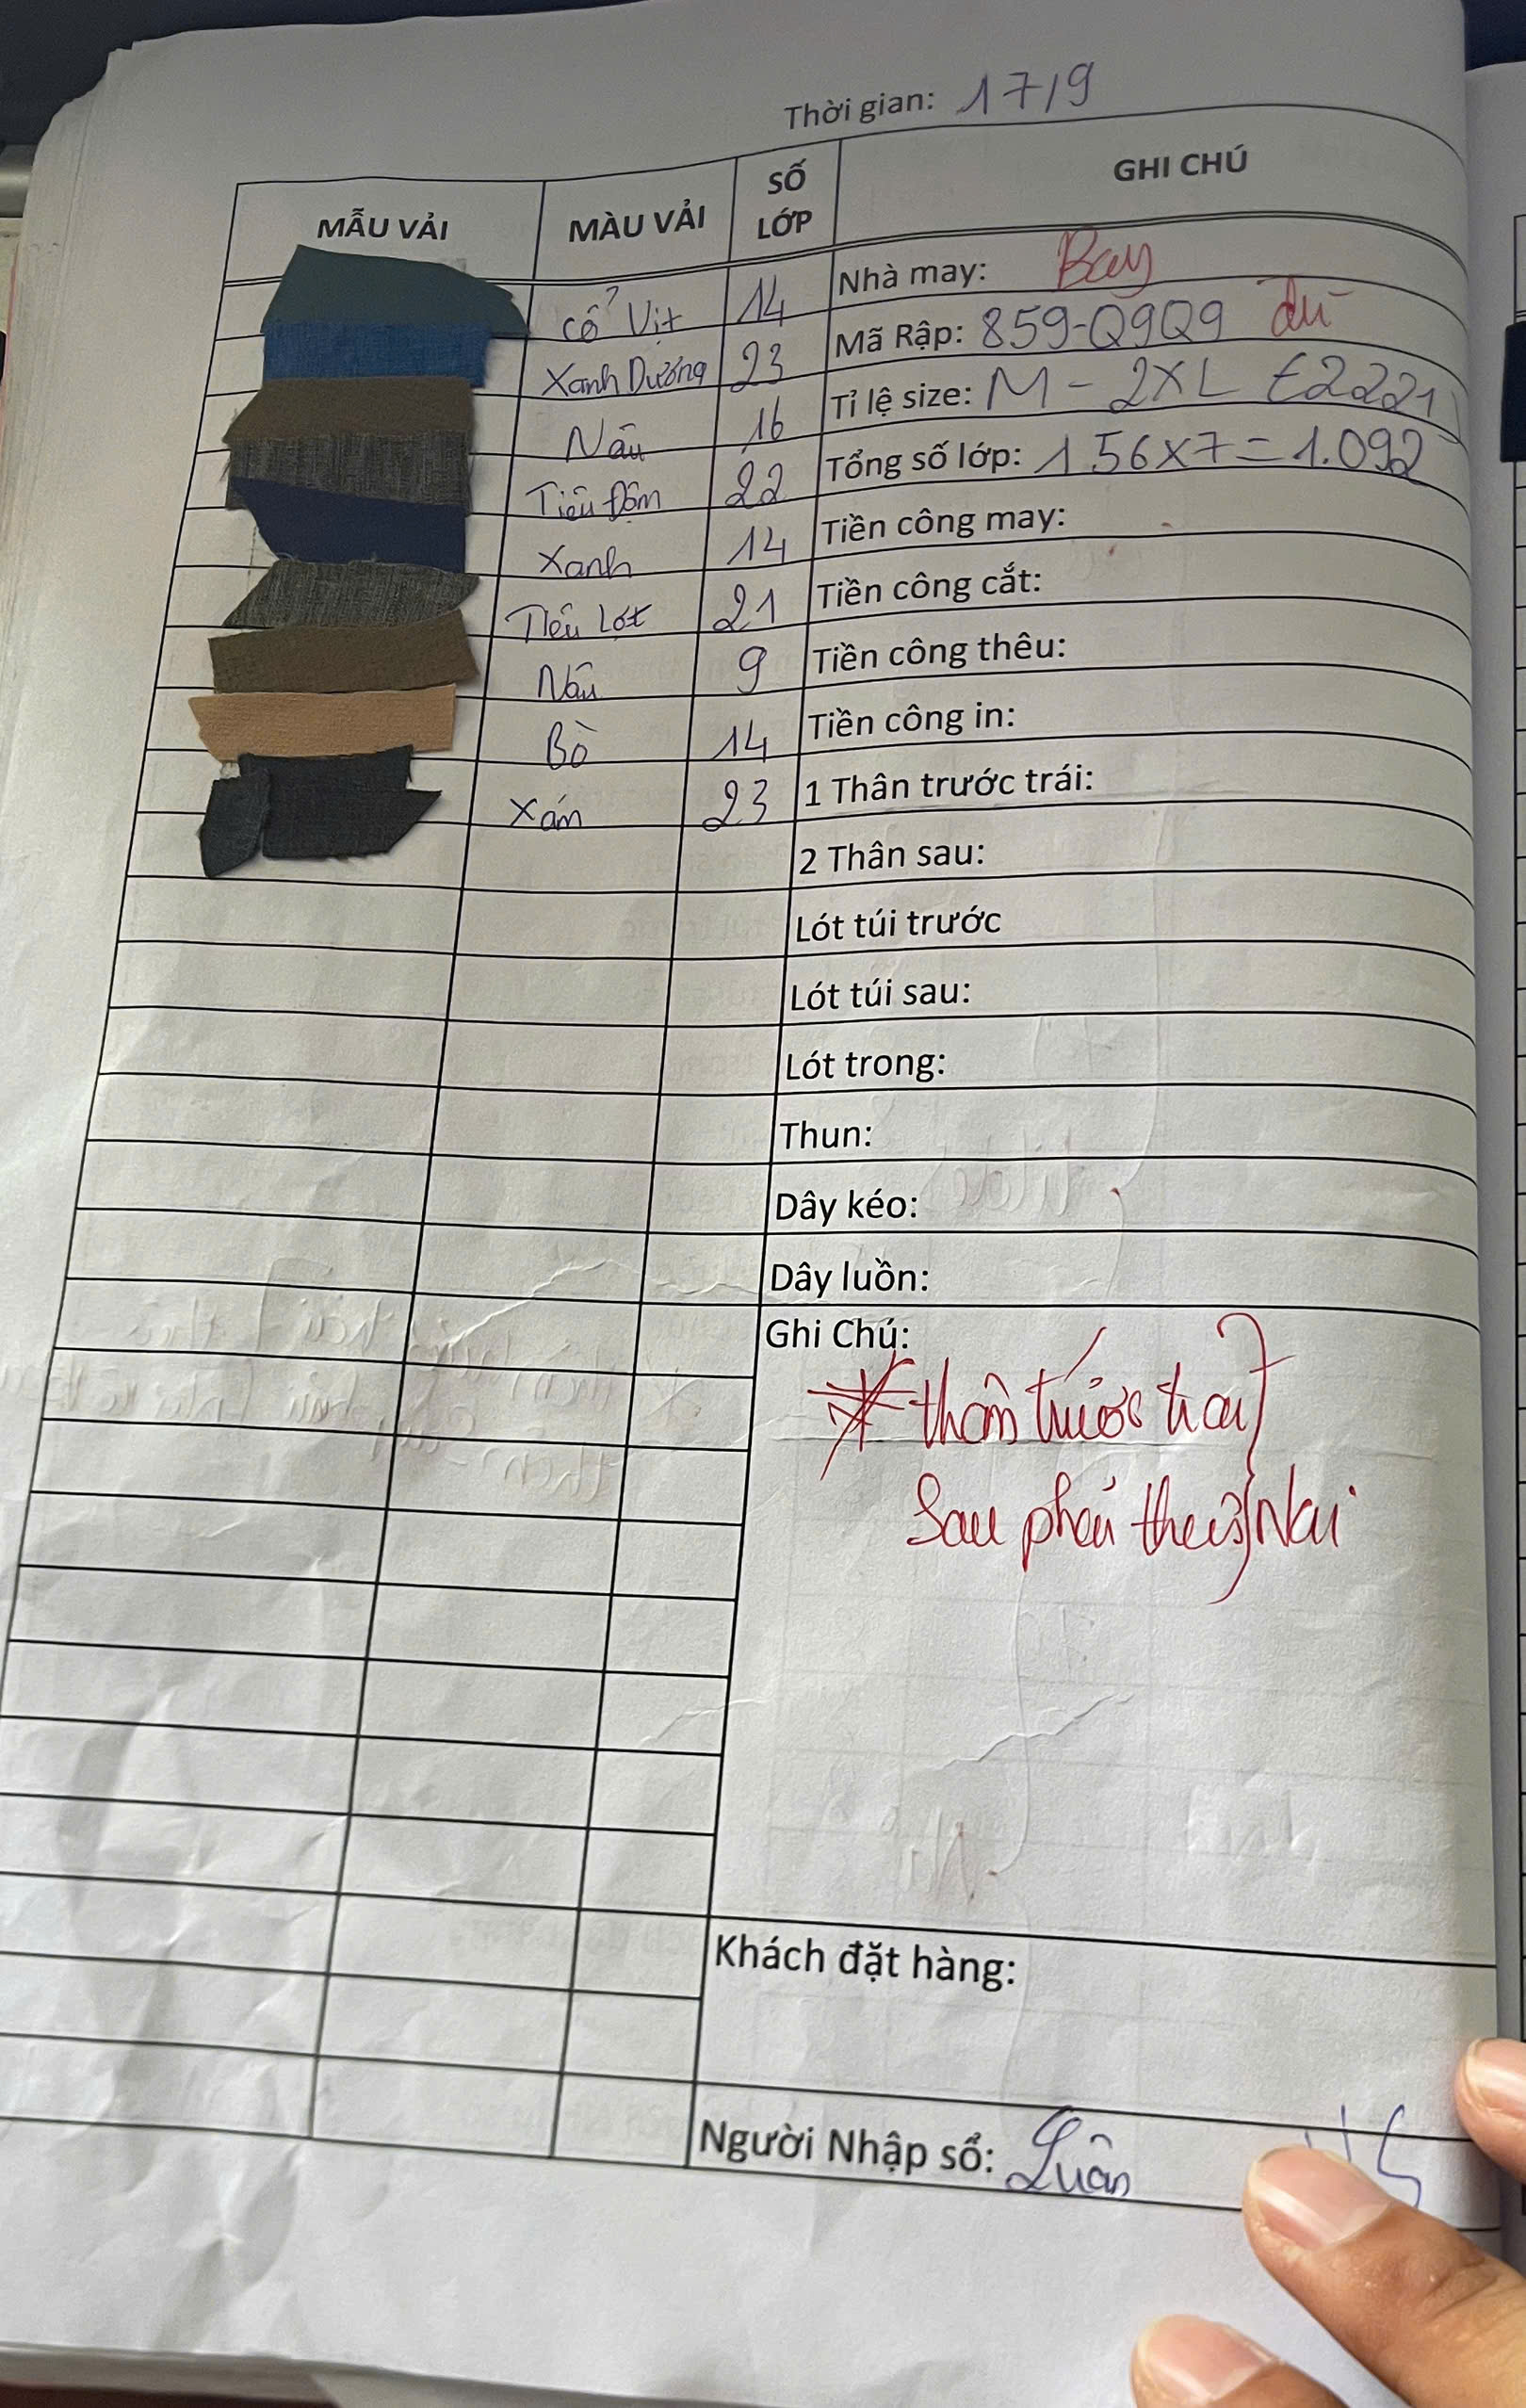 Thời gian: 17/9
MẪU VẢI MÀU VẢI SỐ LỚP GHI CHÚ
Cổ Vịt 14 Nhà may: Bay
Xanh Dương 23 Mã Rập: 859-Q9Q9 đủ
Nâu 16 Tỉ lệ size: M - 2XL (2221)
Tiêu Đậm 22 Tổng số lớp: 156x7=1.092
Xanh 14 Tiền công may:
Tiêu Lợt 21 Tiền công cắt:
Nâu 9 Tiền công thêu:
Bò 14 Tiền công in:
Xám 23 1 Thân trước trái:
2 Thân sau:
Lót túi trước
Lót túi sau:
Lót trong:
Thun:
Dây kéo:
Dây luồn:
Ghi Chú:
* thân trước trái
Sau phải thêu Nai
Khách đặt hàng:
Người Nhập sổ: Luân